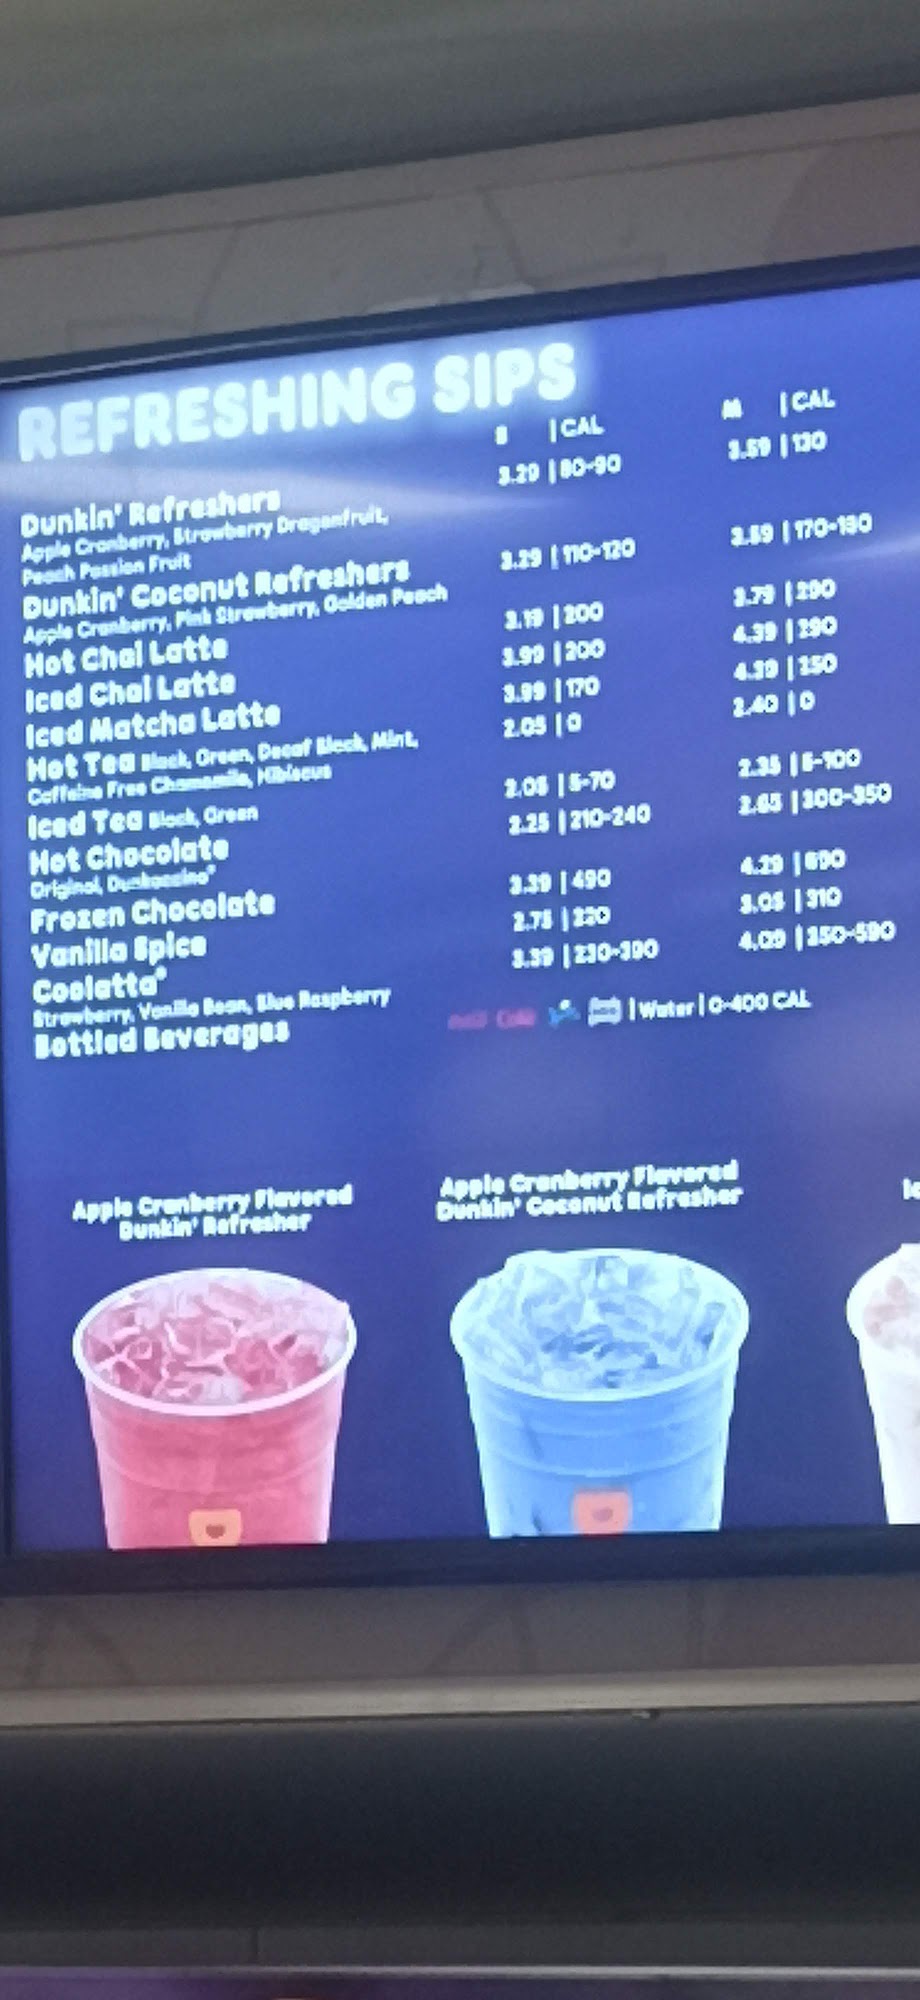 REFRESHING SIPS
S | CAL M | CAL
Dunkin' Refreshers 3.29 | 80-90 3.59 | 130
Apple Cranberry, Strawberry Dragonfruit,
Peach Passion Fruit
Dunkin' Coconut Refreshers 3.29 | 110-120 3.59 | 170-180
Apple Cranberry, Pink Strawberry, Golden Peach
Hot Chai Latte 3.19 | 200 3.79 | 290
Iced Chai Latte 3.99 | 200 4.39 | 290
Iced Matcha Latte 3.99 | 170 4.39 | 250
Hot Tea Black, Green, Decaf Black, Mint, 2.05 | 0 2.40 | 0
Caffeine Free Chamomile, Hibiscus
Iced Tea Black, Green 2.05 | 5-70 2.35 | 5-100
Hot Chocolate 2.25 | 210-240 2.65 | 300-350
Original, Dunkaccino®
Frozen Chocolate 3.39 | 490 4.29 | 690
Vanilla Spice 2.75 | 220 3.05 | 310
Coolatta® 3.39 | 230-390 4.09 | 350-590
Strawberry, Vanilla Bean, Blue Raspberry
Bottled Beverages | Water | 0-400 CAL
Apple Cranberry Flavored
Dunkin' Refresher
Apple Cranberry Flavored
Dunkin' Coconut Refresher